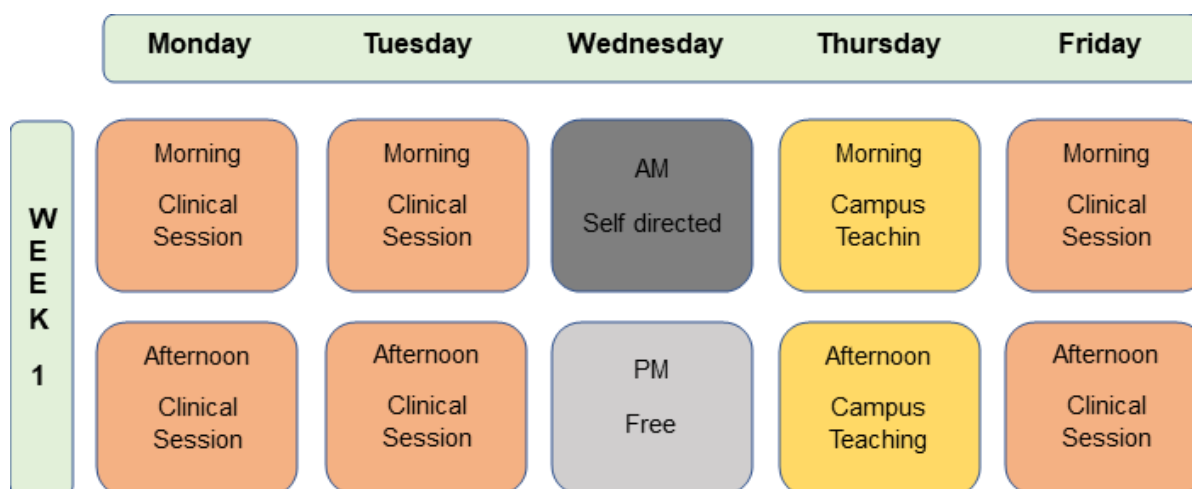 Monday Tuesday Wednesday Thursday Friday
WEEK 1
Morning
Clinical
Session
Morning
Clinical
Session
AM
Self directed
Morning
Campus
Teachin
Morning
Clinical
Session
Afternoon
Clinical
Session
Afternoon
Clinical
Session
PM
Free
Afternoon
Campus
Teaching
Afternoon
Clinical
Session